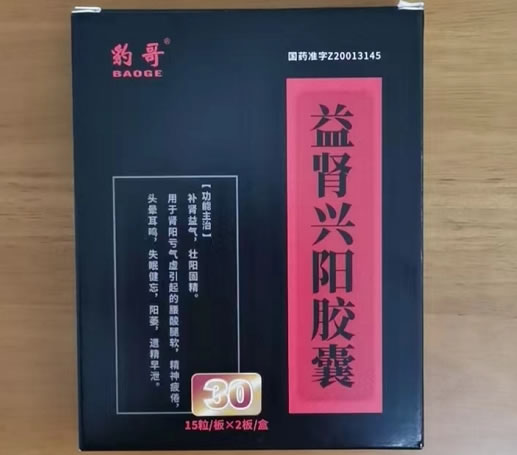 豹哥®
BAOGE
国药准字Z20013145
益肾兴阳胶囊
【功能主治】
补肾益气，壮阳固精。
用于肾阳亏气虚引起的腰酸腿软，精神疲倦，
头晕耳鸣，失眠健忘，阳萎，遗精早泄。
30
15粒/板×2板/盒